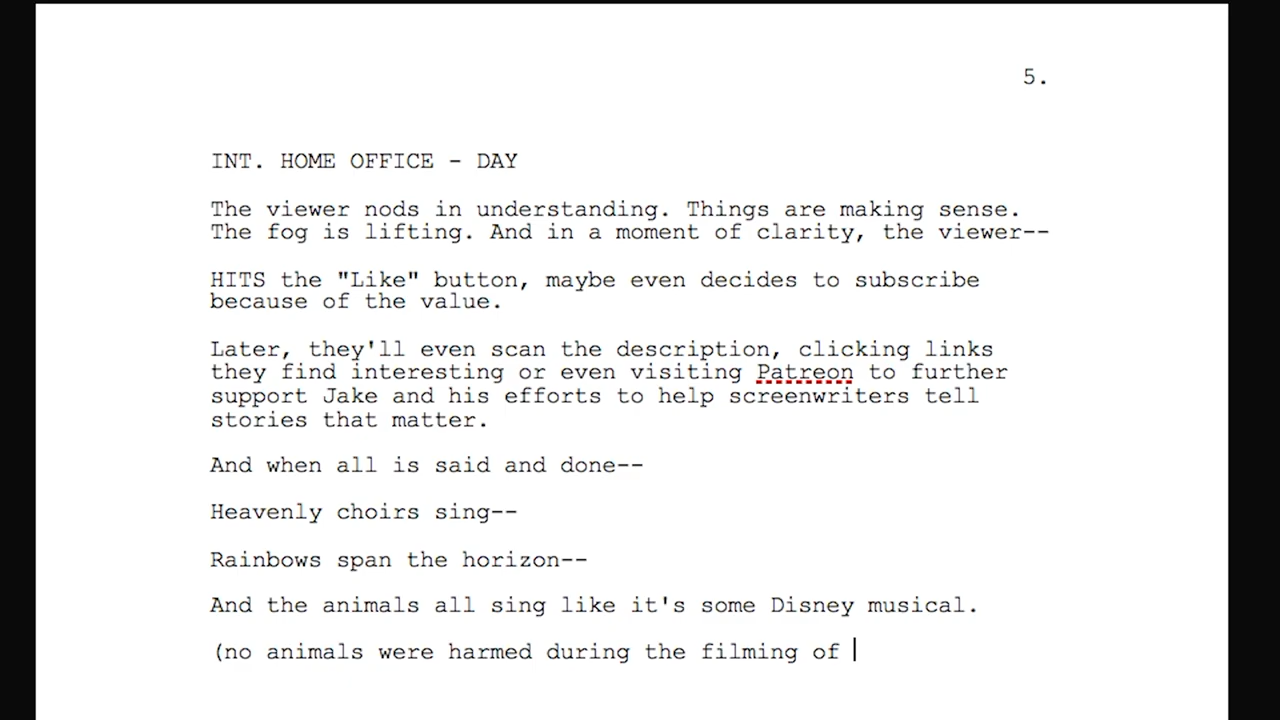 5.
INT. HOME OFFICE - DAY
The viewer nods in understanding. Things are making sense.
The fog is lifting. And in a moment of clarity, the viewer--
HITS the "Like" button, maybe even decides to subscribe
because of the value.
Later, they'll even scan the description, clicking links
they find interesting or even visiting Patreon to further
support Jake and his efforts to help screenwriters tell
stories that matter.
And when all is said and done--
Heavenly choirs sing--
Rainbows span the horizon--
And the animals all sing like it's some Disney musical.
(no animals were harmed during the filming of